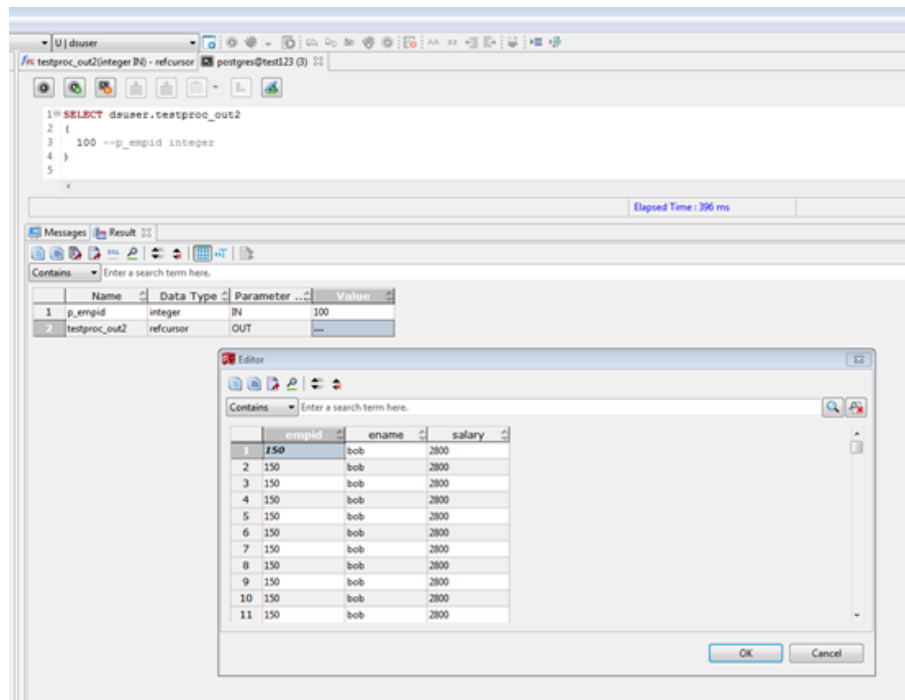 U | dsuser
testproc_out2(integer IN) - refcursor postgres@test123 (3)
1 SELECT dsuser.testproc_out2
2 (
3 100 --p_empid integer
4 )
5
Elapsed Time : 396 ms
Messages Result
Contains Enter a search term here.
Name Data Type Parameter ... Value
1 p_empid integer IN 100
2 testproc_out2 refcursor OUT ...
Editor
Contains Enter a search term here.
empid ename salary
1 150 bob 2800
2 150 bob 2800
3 150 bob 2800
4 150 bob 2800
5 150 bob 2800
6 150 bob 2800
7 150 bob 2800
8 150 bob 2800
9 150 bob 2800
10 150 bob 2800
11 150 bob 2800
OK Cancel